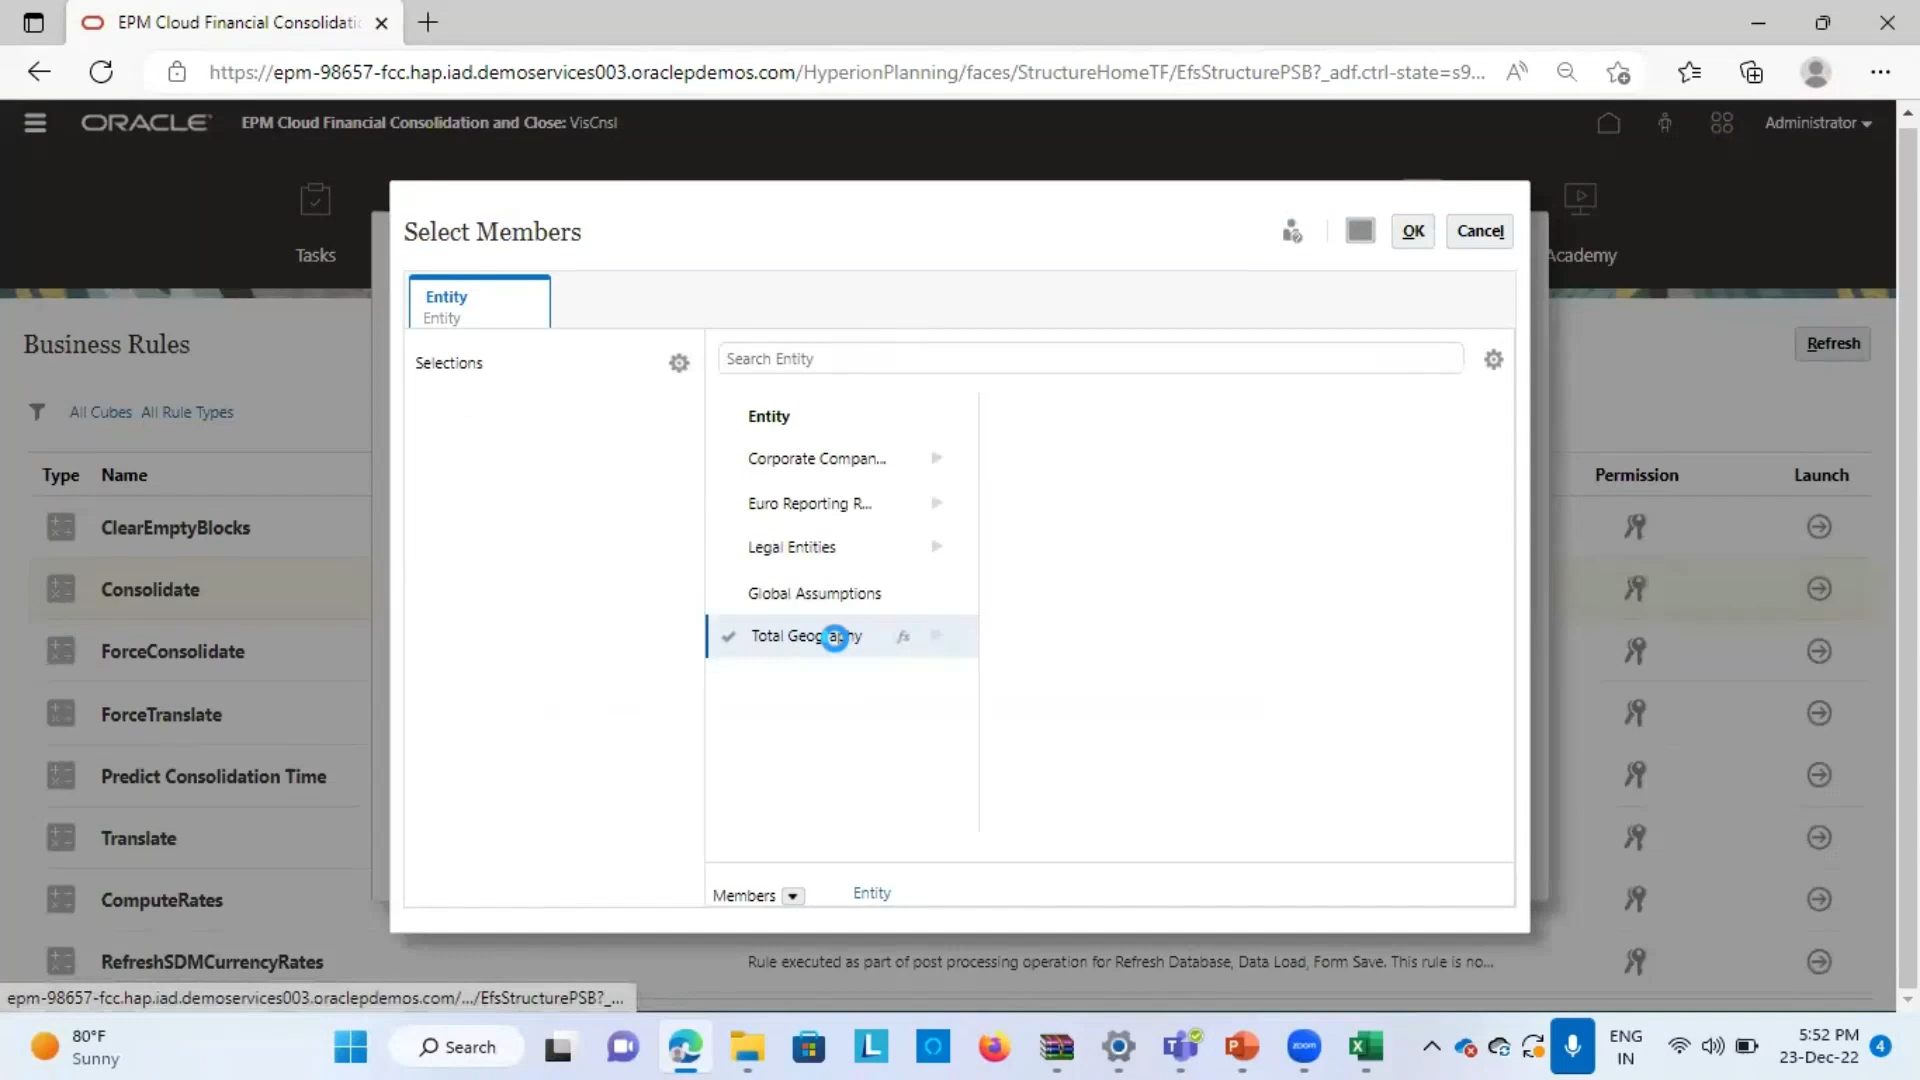 EPM Cloud Financial Consolidatio
https://epm-98657-fcc.hap.iad.demoservices003.oraclepdemos.com/HyperionPlanning/faces/StructureHomeTF/EfsStructurePSB?_adf.ctrl-state=s9...
ORACLE EPM Cloud Financial Consolidation and Close: VisCnsl Administrator
Tasks
Academy
Select Members
OK Cancel
Entity
Entity
Business Rules
Refresh
Selections
Search Entity
All Cubes All Rule Types
Entity
Corporate Compan...
Type Name
Permission Launch
Euro Reporting R...
ClearEmptyBlocks
Legal Entities
Consolidate
Global Assumptions
ForceConsolidate
Total Geography fx
ForceTranslate
Predict Consolidation Time
Translate
ComputeRates
Members Entity
RefreshSDMCurrencyRates
Rule executed as part of post processing operation for Refresh Database, Data Load, Form Save. This rule is no...
epm-98657-fcc.hap.iad.demoservices003.oraclepdemos.com/.../EfsStructurePSB?_...
80°F
Sunny
Search
zoom
ENG
IN
5:52 PM
23-Dec-22
4